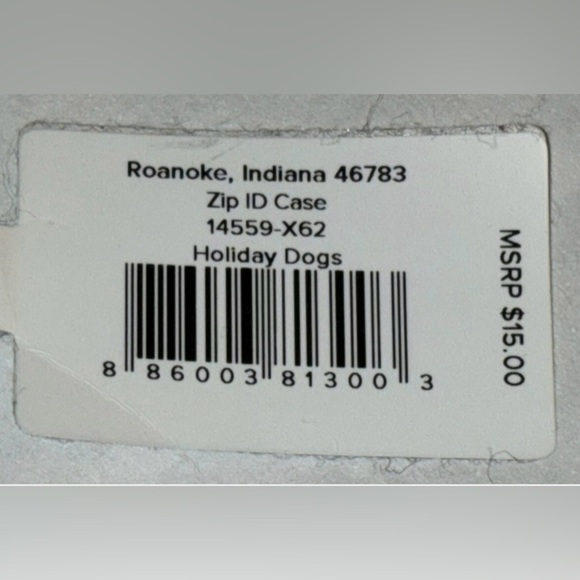 Roanoke, Indiana 46783
Zip ID Case
14559-X62
Holiday Dogs
8 86003 81300 3
MSRP $15.00